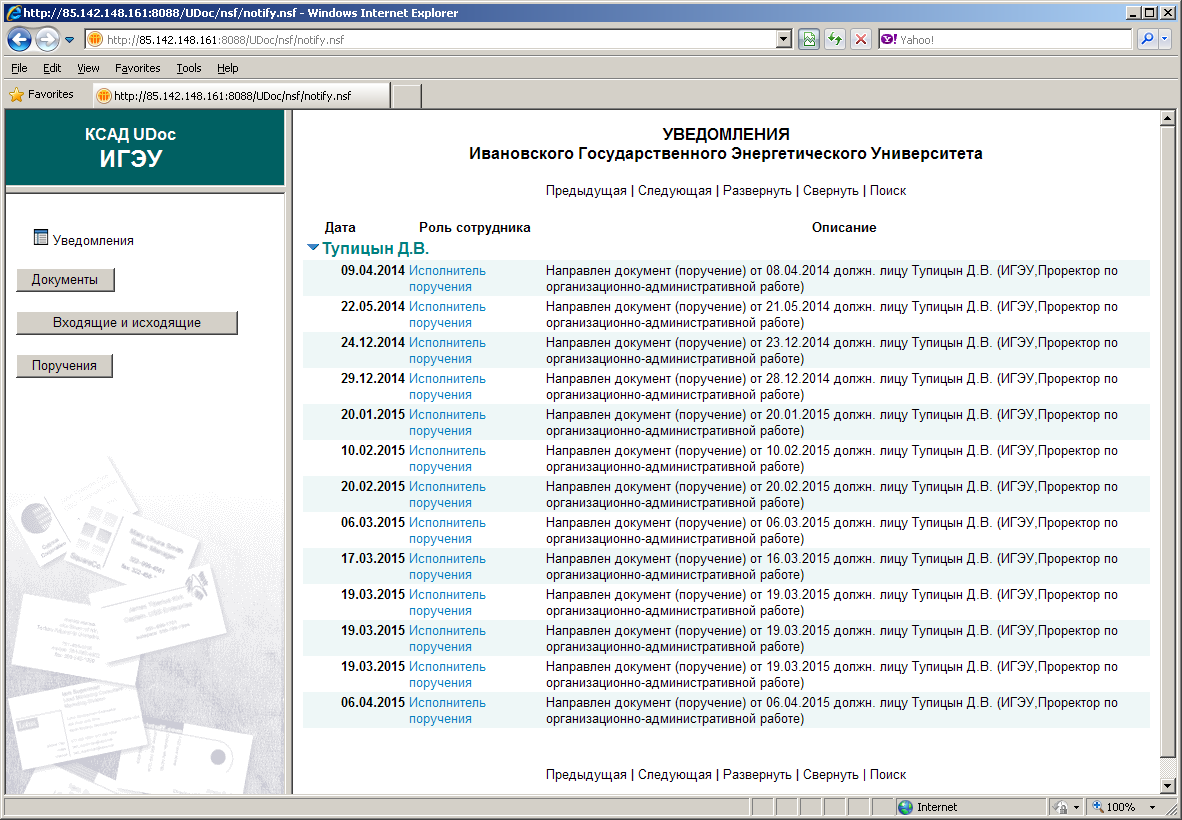 http://85.142.148.161:8088/UDoc/nsf/notify.nsf - Windows Internet Explorer
http://85.142.148.161:8088/UDoc/nsf/notify.nsf
Yahoo!
File Edit View Favorites Tools Help
Favorites
http://85.142.148.161:8088/UDoc/nsf/notify.nsf
КСАД UDoc
ИГЭУ
Уведомления
Документы
Входящие и исходящие
Поручения
УВЕДОМЛЕНИЯ
Ивановского Государственного Энергетического Университета
Предыдущая | Следующая | Развернуть | Свернуть | Поиск
Дата Роль сотрудника Описание
Тупицын Д.В.
09.04.2014 Исполнитель Направлен документ (поручение) от 08.04.2014 должн. лицу Тупицын Д.В. (ИГЭУ,Проректор по
поручения организационно-административной работе)
22.05.2014 Исполнитель Направлен документ (поручение) от 21.05.2014 должн. лицу Тупицын Д.В. (ИГЭУ,Проректор по
поручения организационно-административной работе)
24.12.2014 Исполнитель Направлен документ (поручение) от 23.12.2014 должн. лицу Тупицын Д.В. (ИГЭУ,Проректор по
поручения организационно-административной работе)
29.12.2014 Исполнитель Направлен документ (поручение) от 28.12.2014 должн. лицу Тупицын Д.В. (ИГЭУ,Проректор по
поручения организационно-административной работе)
20.01.2015 Исполнитель Направлен документ (поручение) от 20.01.2015 должн. лицу Тупицын Д.В. (ИГЭУ,Проректор по
поручения организационно-административной работе)
10.02.2015 Исполнитель Направлен документ (поручение) от 10.02.2015 должн. лицу Тупицын Д.В. (ИГЭУ,Проректор по
поручения организационно-административной работе)
20.02.2015 Исполнитель Направлен документ (поручение) от 20.02.2015 должн. лицу Тупицын Д.В. (ИГЭУ,Проректор по
поручения организационно-административной работе)
06.03.2015 Исполнитель Направлен документ (поручение) от 06.03.2015 должн. лицу Тупицын Д.В. (ИГЭУ,Проректор по
поручения организационно-административной работе)
17.03.2015 Исполнитель Направлен документ (поручение) от 16.03.2015 должн. лицу Тупицын Д.В. (ИГЭУ,Проректор по
поручения организационно-административной работе)
19.03.2015 Исполнитель Направлен документ (поручение) от 19.03.2015 должн. лицу Тупицын Д.В. (ИГЭУ,Проректор по
поручения организационно-административной работе)
19.03.2015 Исполнитель Направлен документ (поручение) от 19.03.2015 должн. лицу Тупицын Д.В. (ИГЭУ,Проректор по
поручения организационно-административной работе)
19.03.2015 Исполнитель Направлен документ (поручение) от 19.03.2015 должн. лицу Тупицын Д.В. (ИГЭУ,Проректор по
поручения организационно-административной работе)
06.04.2015 Исполнитель Направлен документ (поручение) от 06.04.2015 должн. лицу Тупицын Д.В. (ИГЭУ,Проректор по
поручения организационно-административной работе)
Предыдущая | Следующая | Развернуть | Свернуть | Поиск
Internet
100%